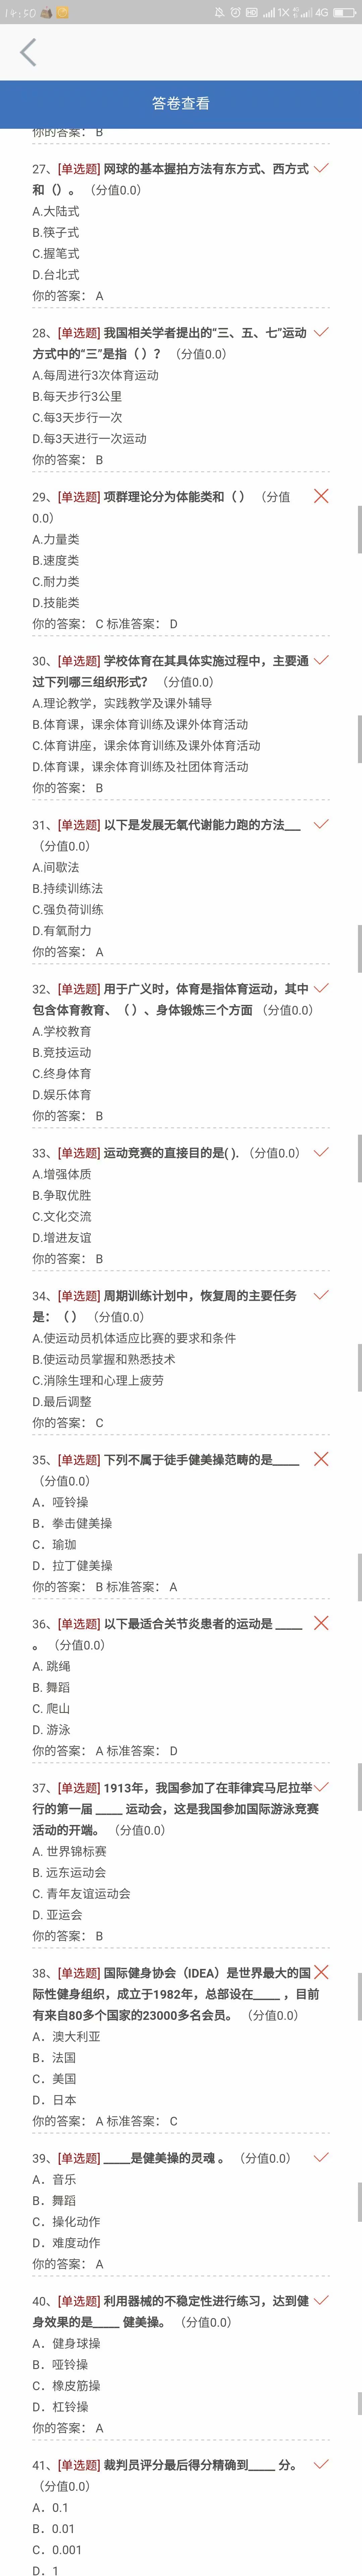 14:50 HD 1X 4G
答卷查看
你的答案： B
27、[单选题] 网球的基本握拍方法有东方式、西方式
和（）。 （分值0.0）
A.大陆式
B.筷子式
C.握笔式
D.台北式
你的答案： A
28、[单选题] 我国相关学者提出的“三、五、七”运动
方式中的“三”是指（ ）？ （分值0.0）
A.每周进行3次体育运动
B.每天步行3公里
C.每3天步行一次
D.每3天进行一次运动
你的答案： B
29、[单选题] 项群理论分为体能类和（ ） （分值
0.0）
A.力量类
B.速度类
C.耐力类
D.技能类
你的答案： C 标准答案： D
30、[单选题] 学校体育在其具体实施过程中，主要通
过下列哪三组织形式？ （分值0.0）
A.理论教学，实践教学及课外辅导
B.体育课，课余体育训练及课外体育活动
C.体育讲座，课余体育训练及课外体育活动
D.体育课，课余体育训练及社团体育活动
你的答案： B
31、[单选题] 以下是发展无氧代谢能力跑的方法___
（分值0.0）
A.间歇法
B.持续训练法
C.强负荷训练
D.有氧耐力
你的答案： A
32、[单选题] 用于广义时，体育是指体育运动，其中
包含体育教育、（ ）、身体锻炼三个方面 （分值0.0）
A.学校教育
B.竞技运动
C.终身体育
D.娱乐体育
你的答案： B
33、[单选题] 运动竞赛的直接目的是( ). （分值0.0）
A.增强体质
B.争取优胜
C.文化交流
D.增进友谊
你的答案： B
34、[单选题] 周期训练计划中，恢复周的主要任务
是：（ ） （分值0.0）
A.使运动员机体适应比赛的要求和条件
B.使运动员掌握和熟悉技术
C.消除生理和心理上疲劳
D.最后调整
你的答案： C
35、[单选题] 下列不属于徒手健美操范畴的是_____
（分值0.0）
A．哑铃操
B．拳击健美操
C．瑜珈
D．拉丁健美操
你的答案： B 标准答案： A
36、[单选题] 以下最适合关节炎患者的运动是 _____
。 （分值0.0）
A. 跳绳
B. 舞蹈
C. 爬山
D. 游泳
你的答案： A 标准答案： D
37、[单选题] 1913年，我国参加了在菲律宾马尼拉举
行的第一届 _____ 运动会，这是我国参加国际游泳竞赛
活动的开端。 （分值0.0）
A. 世界锦标赛
B. 远东运动会
C. 青年友谊运动会
D. 亚运会
你的答案： B
38、[单选题] 国际健身协会（IDEA）是世界最大的国
际性健身组织，成立于1982年，总部设在_____ ，目前
有来自80多个国家的23000多名会员。 （分值0.0）
A．澳大利亚
B．法国
C．美国
D．日本
你的答案： A 标准答案： C
39、[单选题] _____是健美操的灵魂 。 （分值0.0）
A．音乐
B．舞蹈
C．操化动作
D．难度动作
你的答案： A
40、[单选题] 利用器械的不稳定性进行练习，达到健
身效果的是_____ 健美操。 （分值0.0）
A．健身球操
B．哑铃操
C．橡皮筋操
D．杠铃操
你的答案： A
41、[单选题] 裁判员评分最后得分精确到_____ 分。
（分值0.0）
A．0.1
B．0.01
C．0.001
D．1